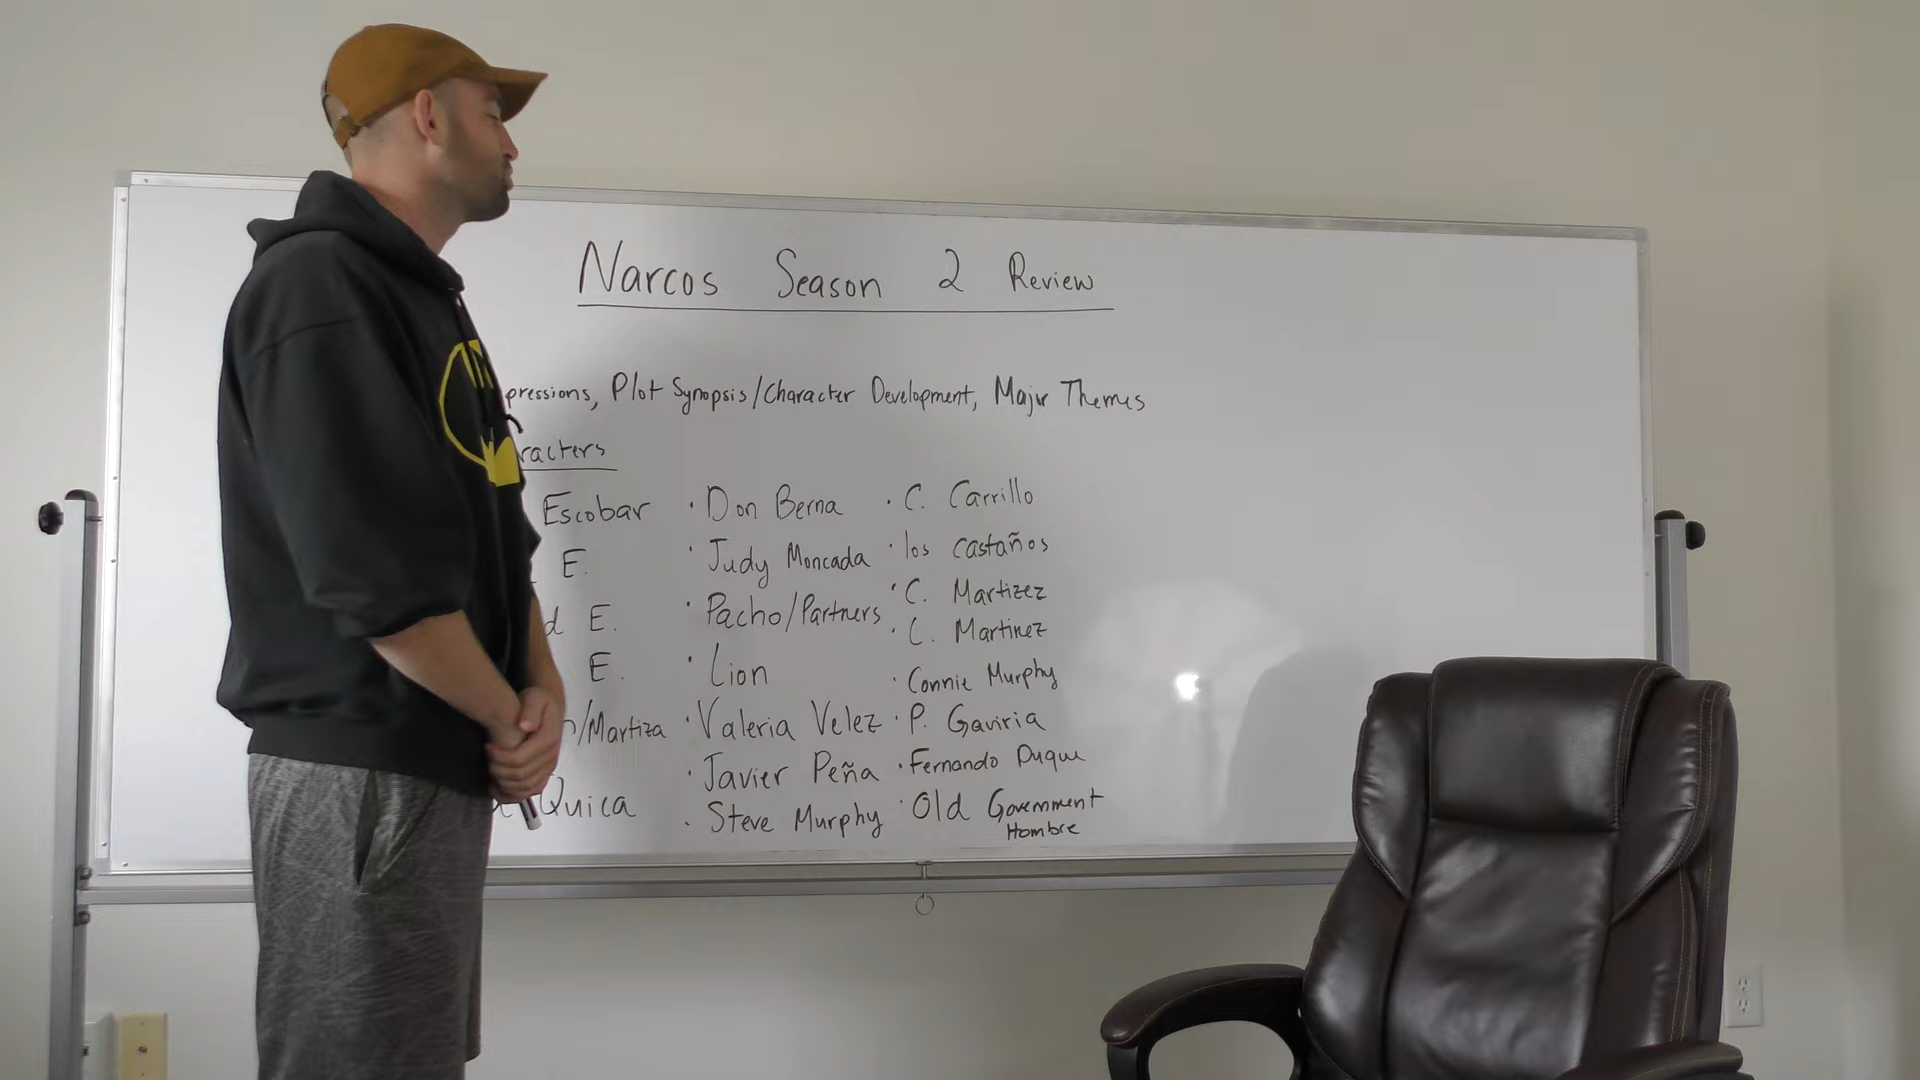 Narcos Season 2 Review
pressions, Plot Synopsis/Character Development, Major Themes
racters
Escobar · Don Berna · C. Carrillo
E. · Judy Moncada · los castaños
d E. · Pacho/Partners · C. Martizez
· C. Martinez
E. · Lion · Connie Murphy
/Martiza · Valeria Velez · P. Gaviria
· Javier Peña · Fernando Duque
Quica · Steve Murphy · Old Government
Hombre